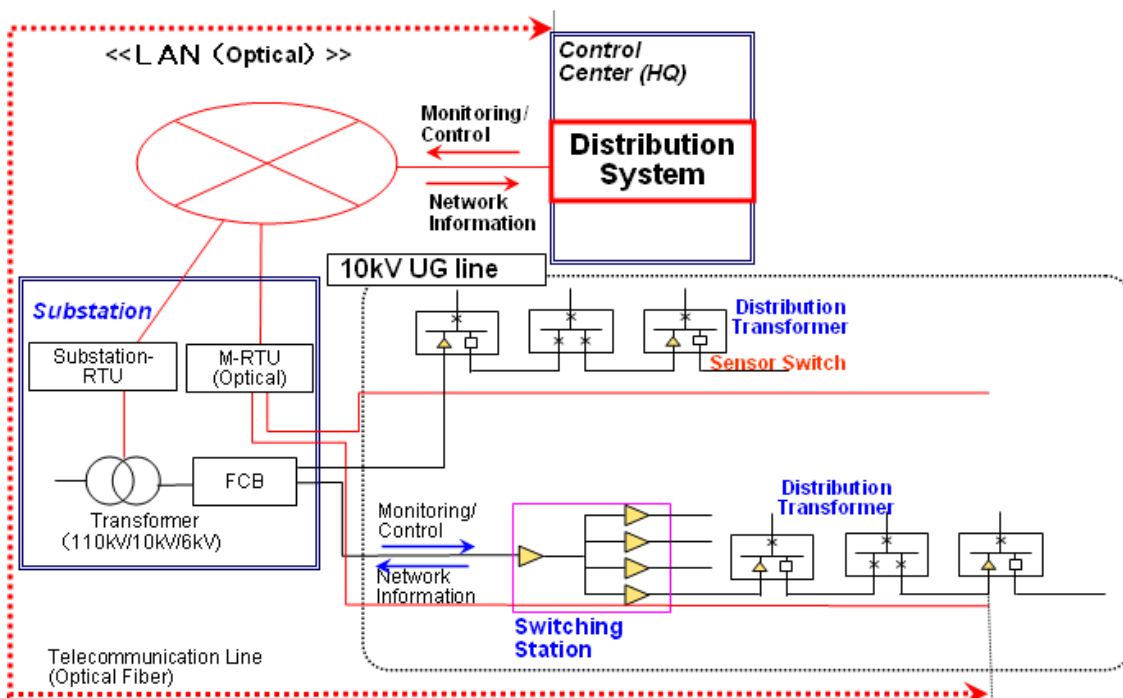 <<LAN (Optical) >>
Control
Center (HQ)
Monitoring/
Control
Distribution
System
Network
Information
10kV UG line
Substation
Distribution
Transformer
Substation-
RTU
M-RTU
(Optical)
Sensor Switch
FCB
Transformer
(110kV/10kV/6kV)
Monitoring/
Control
Distribution
Transformer
Network
Information
Switching
Station
Telecommunication Line
(Optical Fiber)